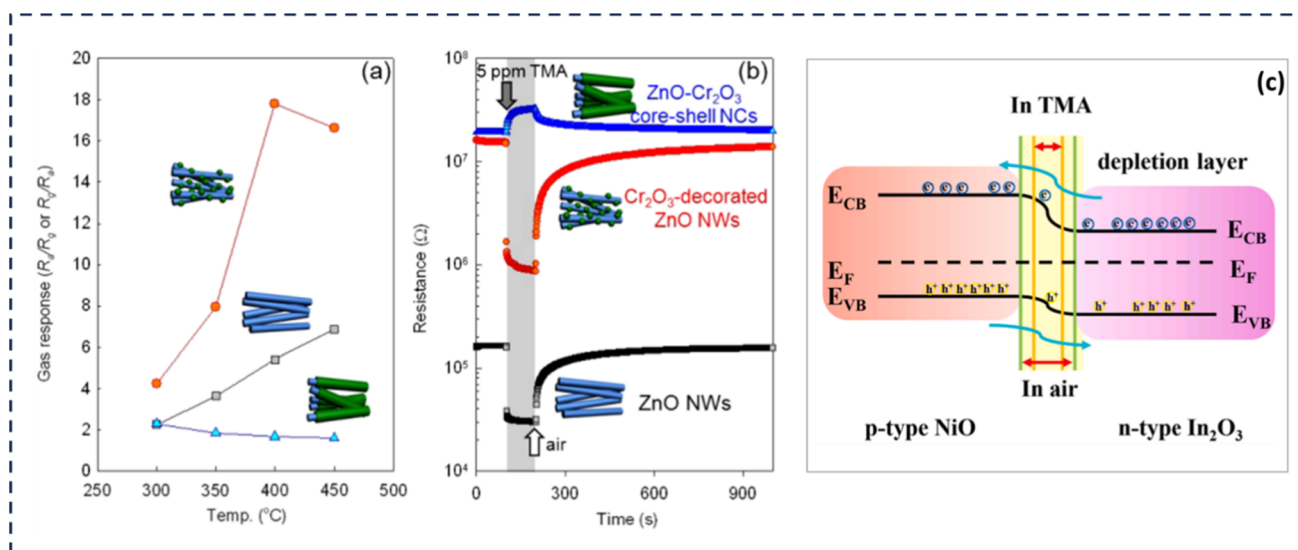 (a)
Gas response (Ra/Rg or Rg/Ra)
20
18
16
14
12
10
8
6
4
2
0
250 300 350 400 450 500
Temp. (°C)
(b)
5 ppm TMA
ZnO-Cr₂O₃
core-shell NCs
Cr₂O₃-decorated
ZnO NWs
ZnO NWs
air
Resistance (Ω)
10⁸
10⁷
10⁶
10⁵
10⁴
0 300 600 900
Time (s)
(c)
In TMA
depletion layer
E_CB
e e e e e e
E_CB
e e e e e e e
E_F
E_F
E_VB
h⁺ h⁺ h⁺ h⁺ h⁺ h⁺
h⁺
h⁺ h⁺ h⁺ h⁺ h⁺
E_VB
In air
p-type NiO
n-type In₂O₃